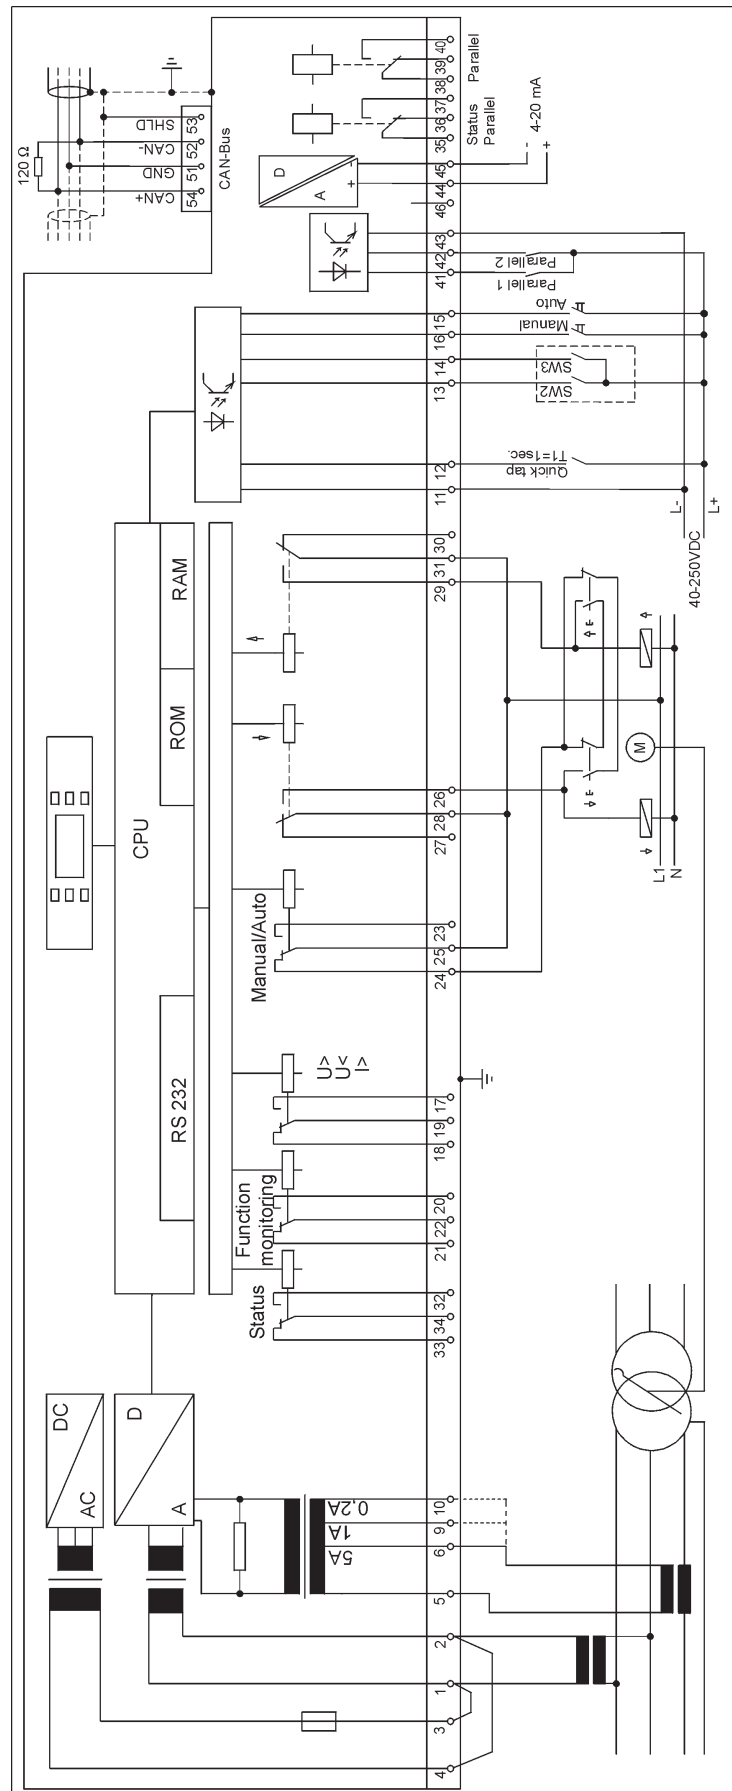 120 Ω
CAN+
GND
CAN-
SHLD
54
51
52
53
CAN-Bus
DC
AC
D
A
CPU
RS 232
ROM
RAM
5A
1A
0,2A
Status
Function
monitoring
U>
U<
I>
Manual/Auto
D
A
+
-
4
3
1
2
5
6
9
10
33
34
32
21
22
20
18
19
17
24
25
23
27
28
26
29
31
30
11
12
13
14
16
15
41
42
43
46
44
45
35
36
37
38
39
40
Quick tap
T1=1sec.
SW2
SW3
Manual
Auto
Parallel 1
Parallel 2
+
-
4-20 mA
Status
Parallel
Parallel
L1
N
M
40-250VDC
L-
L+